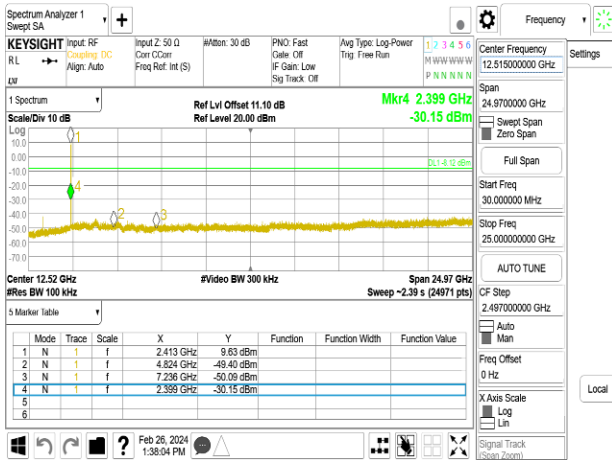 Spectrum Analyzer 1
Swept SA
+
Frequency
Settings
KEYSIGHT
RL
Input: RF
Coupling: DC
Align: Auto
Input Z: 50 Ω
Corr CCorr
Freq Ref: Int (S)
#Atten: 30 dB
PNO: Fast
Gate: Off
IF Gain: Low
Sig Track: Off
Avg Type: Log-Power
Trig: Free Run
1 2 3 4 5 6
M W W W W W
P N N N N N
LXI
1 Spectrum
Scale/Div 10 dB
Ref Lvl Offset 11.10 dB
Ref Level 20.00 dBm
Mkr4 2.399 GHz
-30.15 dBm
Log
10.0
0.00
-10.0
-20.0
-30.0
-40.0
-50.0
-60.0
-70.0
1
4
2
3
DL1 -8.12 dBm
Center 12.52 GHz
#Video BW 300 kHz
Span 24.97 GHz
#Res BW 100 kHz
Sweep ~2.39 s (24971 pts)
5 Marker Table
Mode Trace Scale X Y Function Function Width Function Value
1 N 1 f 2.413 GHz 9.63 dBm
2 N 1 f 4.824 GHz -49.40 dBm
3 N 1 f 7.236 GHz -50.09 dBm
4 N 1 f 2.399 GHz -30.15 dBm
5
6
Feb 26, 2024
1:38:04 PM
?
Center Frequency
12.515000000 GHz
Span
24.9700000 GHz
Swept Span
Zero Span
Full Span
Start Freq
30.000000 MHz
Stop Freq
25.000000000 GHz
AUTO TUNE
CF Step
2.497000000 GHz
Auto
Man
Freq Offset
0 Hz
X Axis Scale
Log
Lin
Signal Track
(Span Zoom)
Local